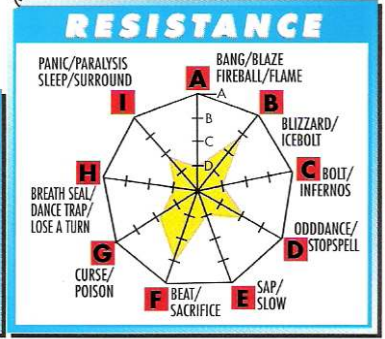 RESISTANCE
PANIC/PARALYSIS
SLEEP/SURROUND
I
A
BANG/BLAZE
FIREBALL/FLAME
A
B
C
D
B
BLIZZARD/
ICEBOLT
C
BOLT/
INFERNOS
D
ODDDANCE/
STOPSPELL
E
SAP/
SLOW
F
BEAT/
SACRIFICE
G
CURSE/
POISON
H
BREATH SEAL/
DANCE TRAP/
LOSE A TURN